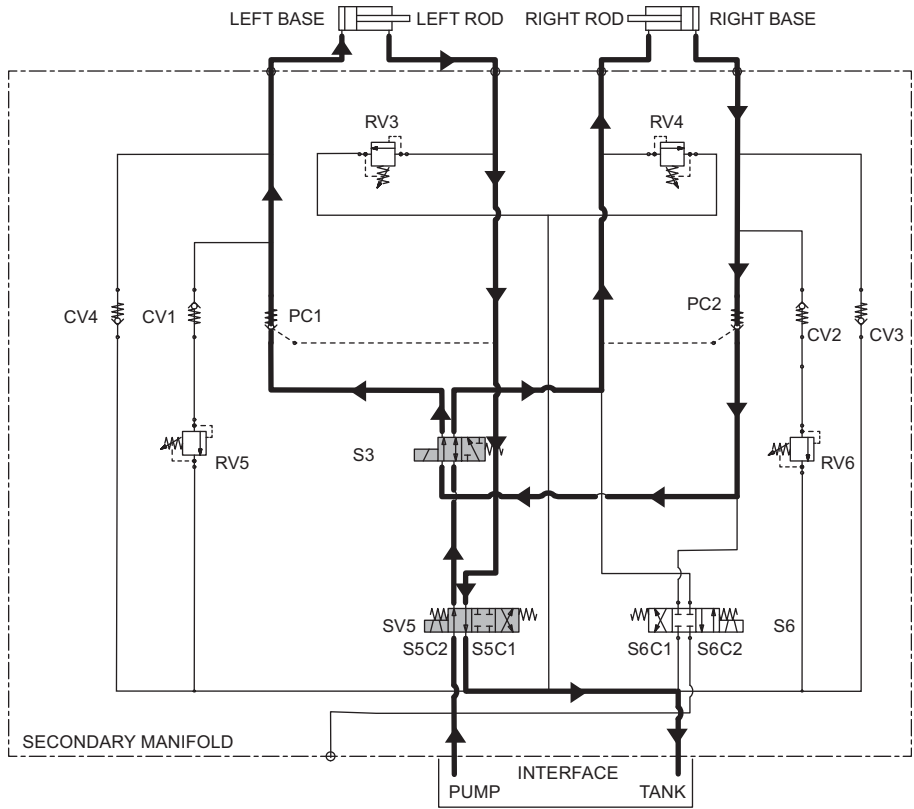 LEFT BASE LEFT ROD RIGHT ROD RIGHT BASE
RV3 RV4
CV4 CV1 PC1 PC2 CV2 CV3
S3 RV5 RV6
SV5 S6
S5C2 S5C1 S6C1 S6C2
SECONDARY MANIFOLD
INTERFACE
PUMP TANK